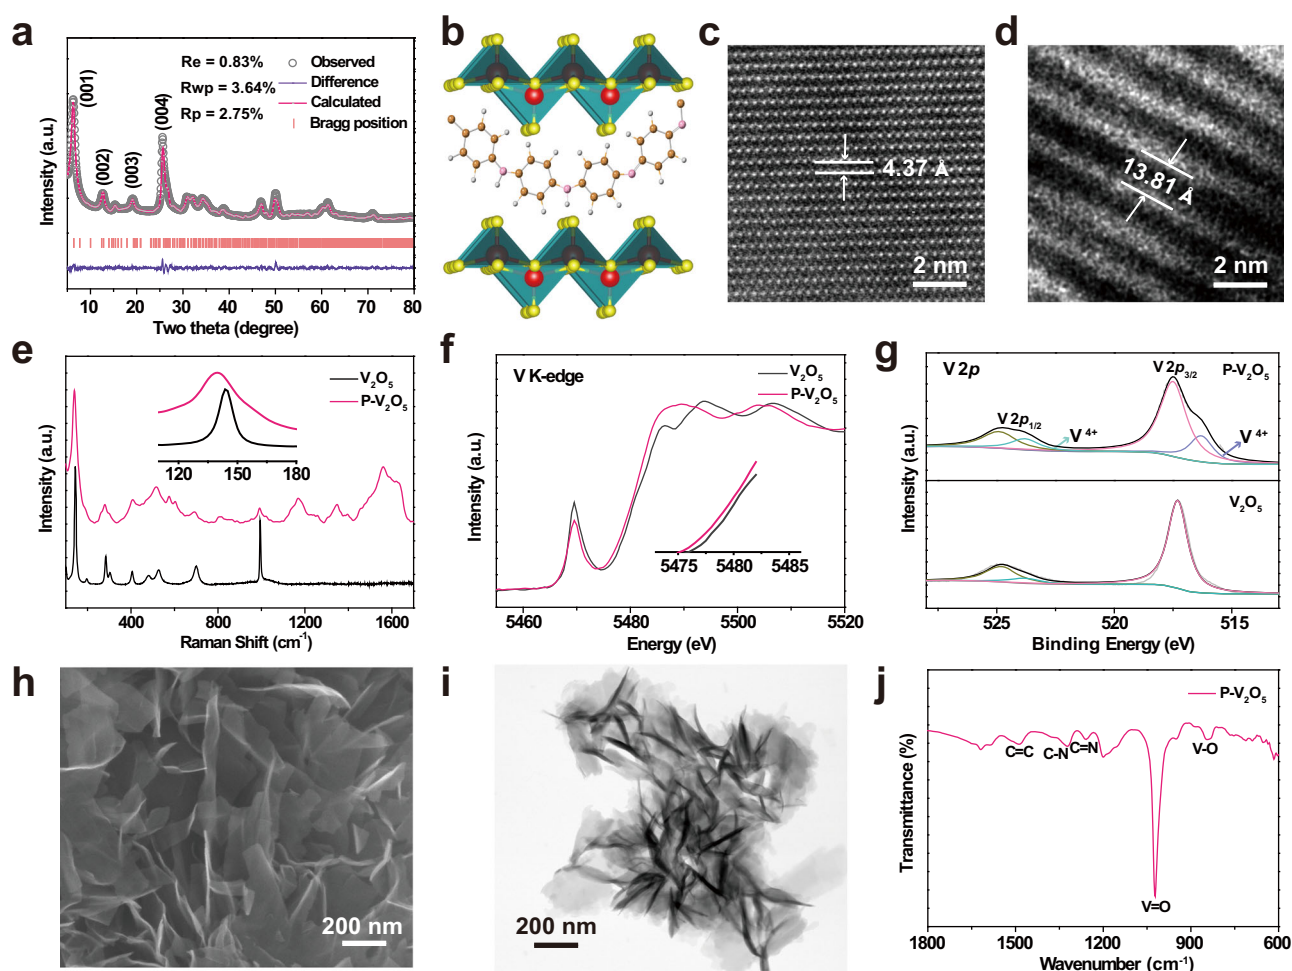 a
Re = 0.83%
Rwp = 3.64%
Rp = 2.75%
Observed
Difference
Calculated
Bragg position
(001)
(002)
(003)
(004)
Intensity (a.u.)
10 20 30 40 50 60 70 80
Two theta (degree)
b
c
4.37 Å
2 nm
d
13.81 Å
2 nm
e
V₂O₅
P-V₂O₅
120 150 180
Intensity (a.u.)
400 800 1200 1600
Raman Shift (cm⁻¹)
f
V K-edge
V₂O₅
P-V₂O₅
5475 5478 5482 5485
Intensity (a.u.)
5460 5480 5500 5520
Energy (eV)
g
V 2p
V 2p₃/₂
P-V₂O₅
V 2p₁/₂
V ⁴⁺
V ⁴⁺
V₂O₅
Intensity (a.u.)
525 520 515
Binding Energy (eV)
h
200 nm
i
200 nm
j
P-V₂O₅
C=C
C-N
C=N
V-O
V=O
Transmittance (%)
1800 1500 1200 900 600
Wavenumber (cm⁻¹)